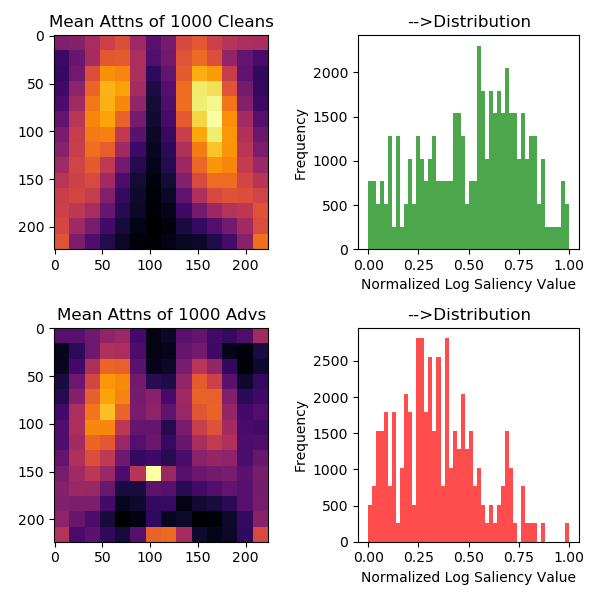 Mean Attns of 1000 Cleans
-->Distribution
0
50
100
150
200
0 50 100 150 200
Frequency
2000
1500
1000
500
0
0.00 0.25 0.50 0.75 1.00
Normalized Log Saliency Value
Mean Attns of 1000 Advs
-->Distribution
0
50
100
150
200
0 50 100 150 200
Frequency
2500
2000
1500
1000
500
0
0.00 0.25 0.50 0.75 1.00
Normalized Log Saliency Value